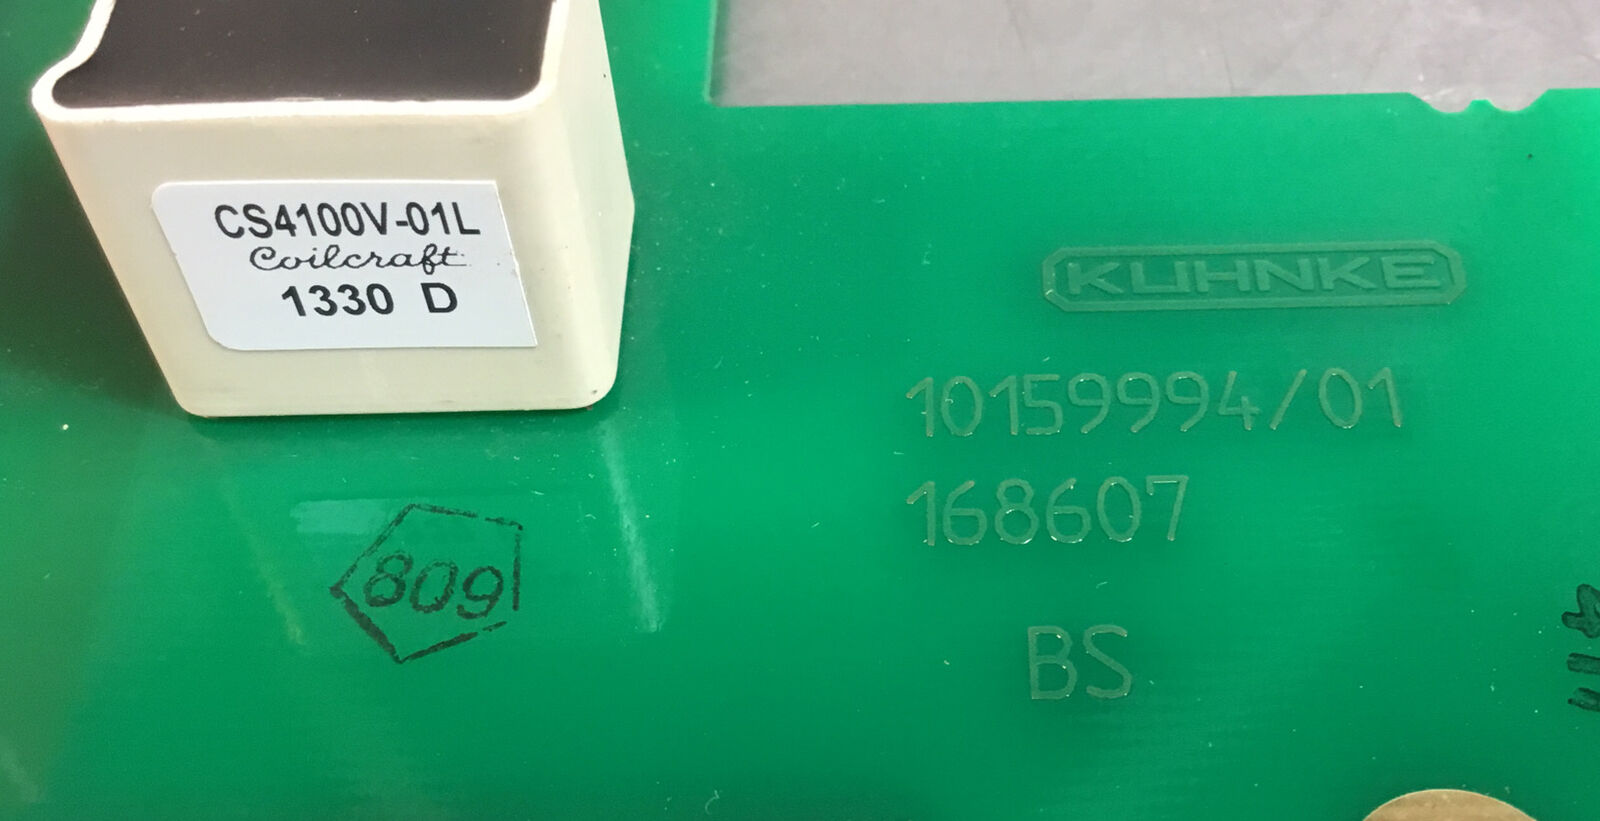 CS4100V-01L
Coilcraft
1330 D
KUHNKE
10159994/01
168607
BS
809